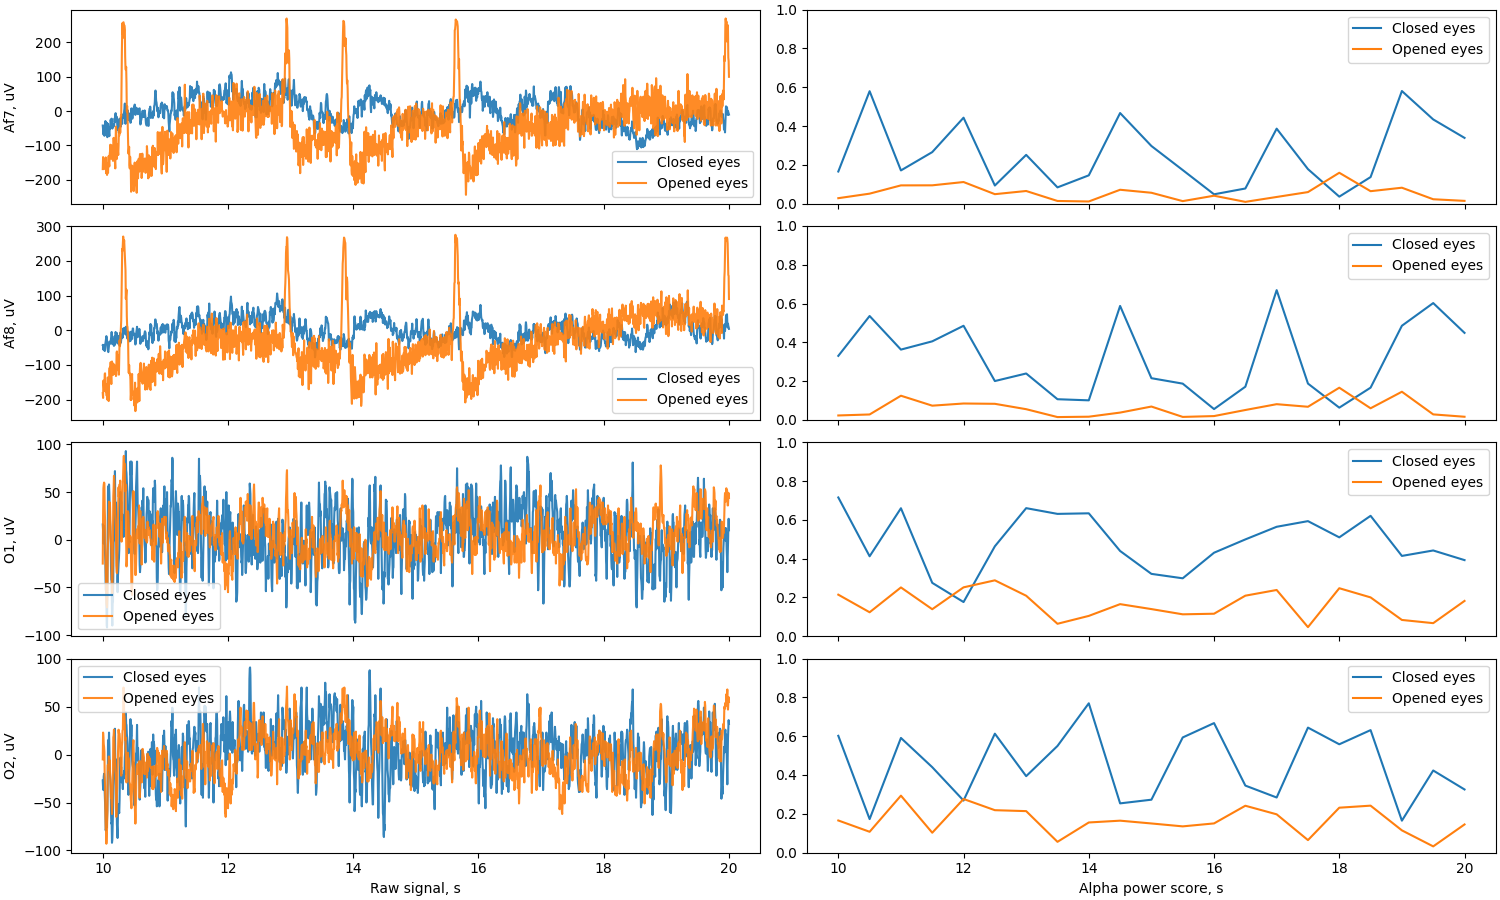 Af7, uV
200
100
0
−100
−200
Closed eyes
Opened eyes
1.0
0.8
0.6
0.4
0.2
0.0
Closed eyes
Opened eyes
Af8, uV
300
200
100
0
−100
−200
Closed eyes
Opened eyes
1.0
0.8
0.6
0.4
0.2
0.0
Closed eyes
Opened eyes
O1, uV
100
50
0
−50
−100
Closed eyes
Opened eyes
1.0
0.8
0.6
0.4
0.2
0.0
Closed eyes
Opened eyes
O2, uV
100
50
0
−50
−100
Closed eyes
Opened eyes
10 12 14 16 18 20
Raw signal, s
1.0
0.8
0.6
0.4
0.2
0.0
Closed eyes
Opened eyes
10 12 14 16 18 20
Alpha power score, s